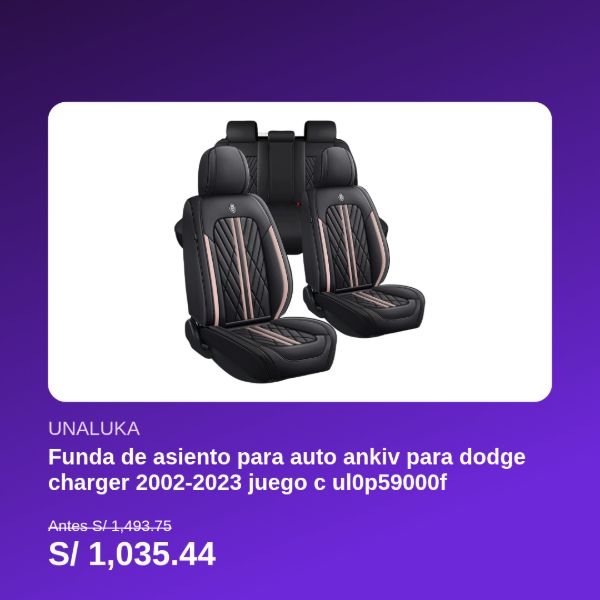 UNALUKA
Funda de asiento para auto ankiv para dodge
charger 2002-2023 juego c ul0p59000f
Antes S/ 1,493.75
S/ 1,035.44